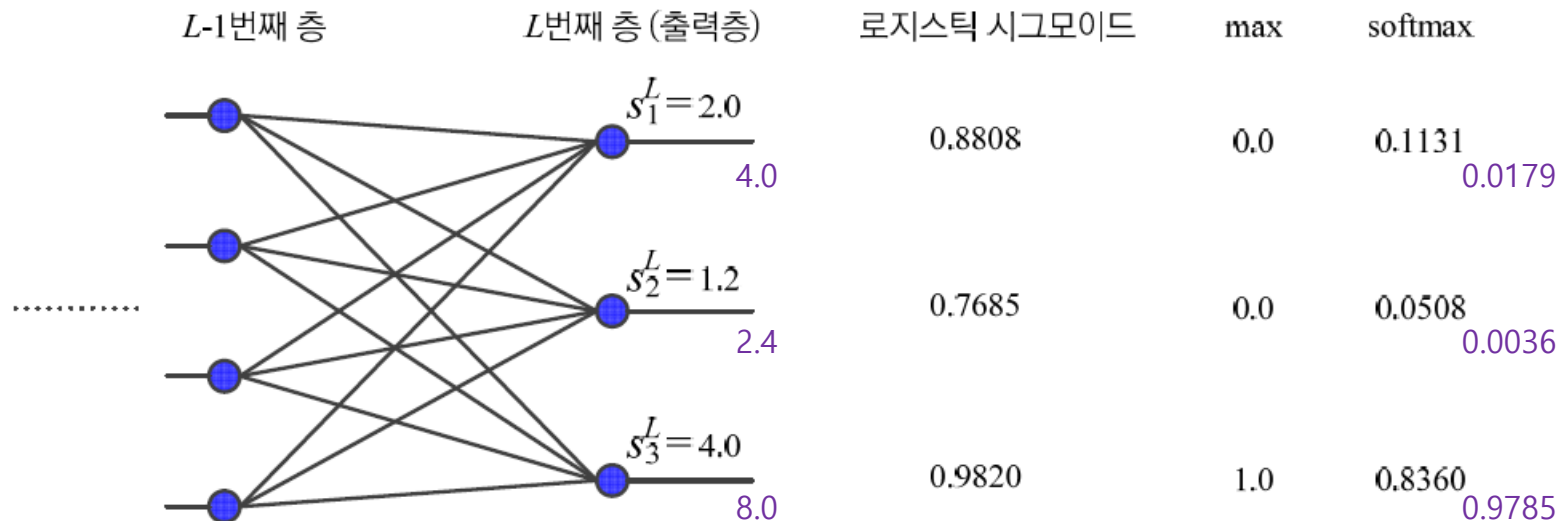 L-1번째 층 L번째 층 (출력층) 로지스틱 시그모이드 max softmax
s₁ᴸ = 2.0 0.8808 0.0 0.1131
4.0 0.0179
s₂ᴸ = 1.2 0.7685 0.0 0.0508
2.4 0.0036
s₃ᴸ = 4.0 0.9820 1.0 0.8360
8.0 0.9785